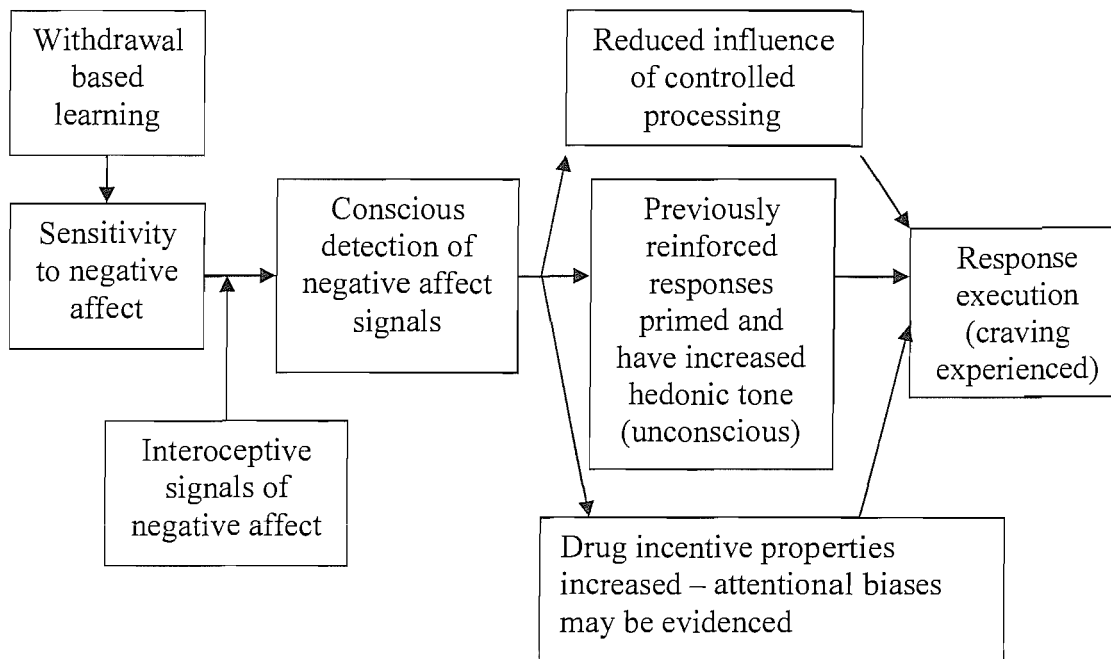 Withdrawal
based
learning
Sensitivity
to negative
affect
Interoceptive
signals of
negative affect
Conscious
detection of
negative affect
signals
Reduced influence
of controlled
processing
Previously
reinforced
responses
primed and
have increased
hedonic tone
(unconscious)
Drug incentive properties
increased – attentional biases
may be evidenced
Response
execution
(craving
experienced)